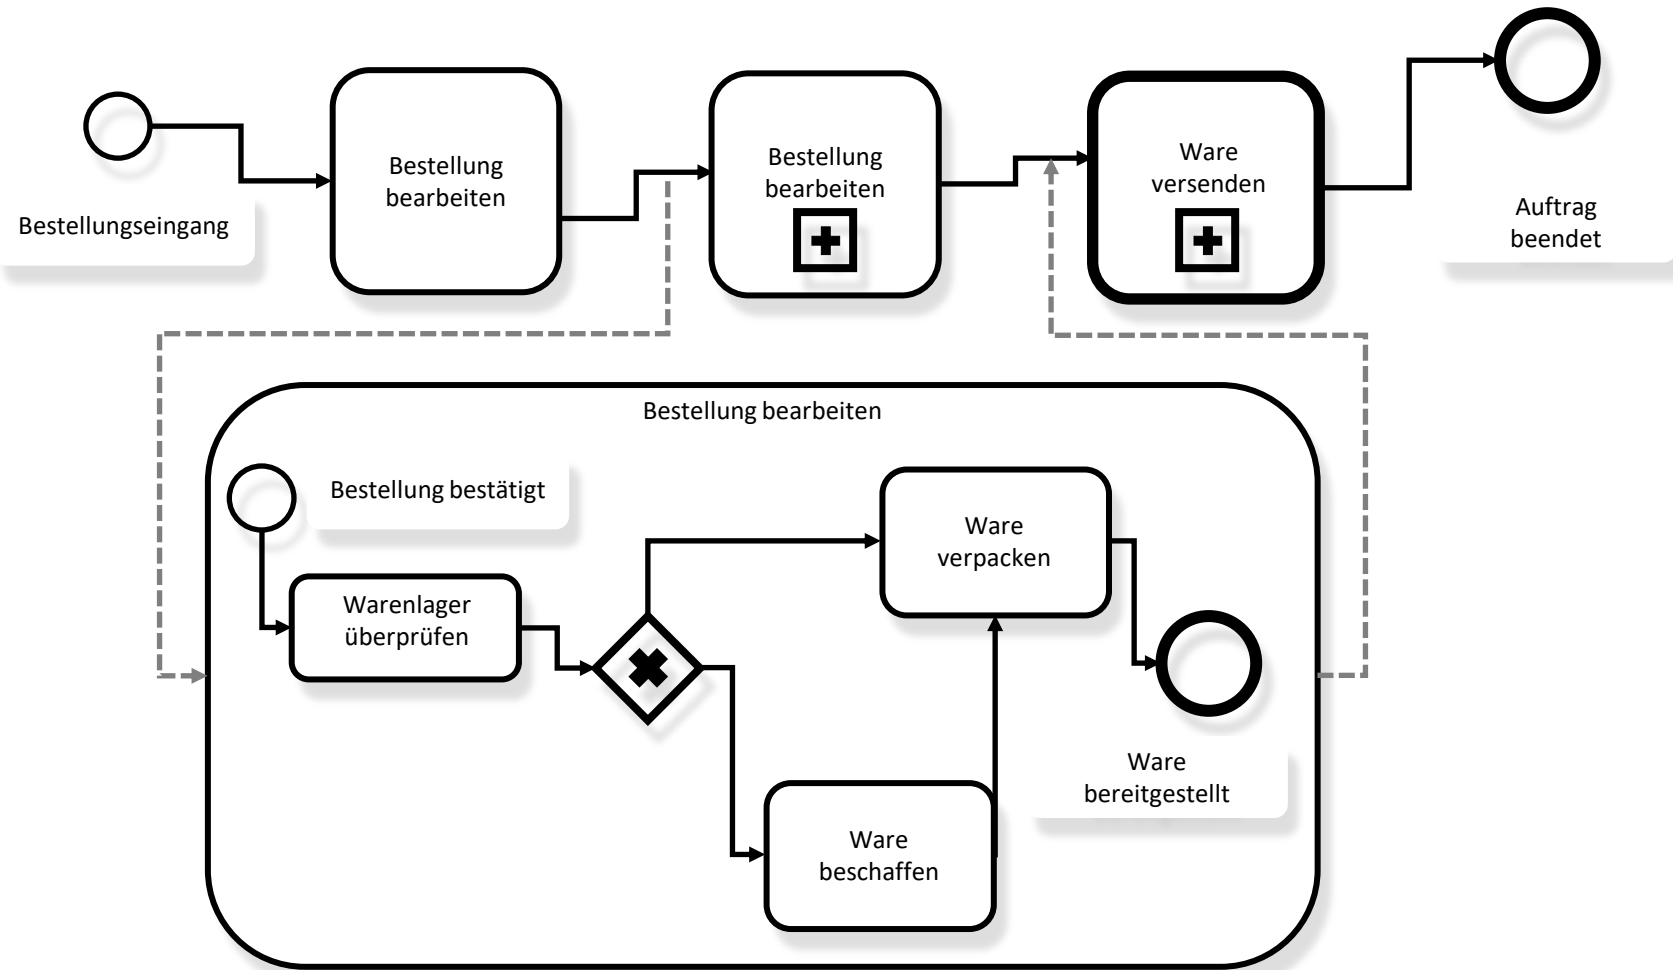 Bestellungseingang
Bestellung
bearbeiten
Bestellung
bearbeiten
Ware
versenden
Auftrag
beendet
Bestellung bearbeiten
Bestellung bestätigt
Warenlager
überprüfen
Ware
verpacken
Ware
beschaffen
Ware
bereitgestellt